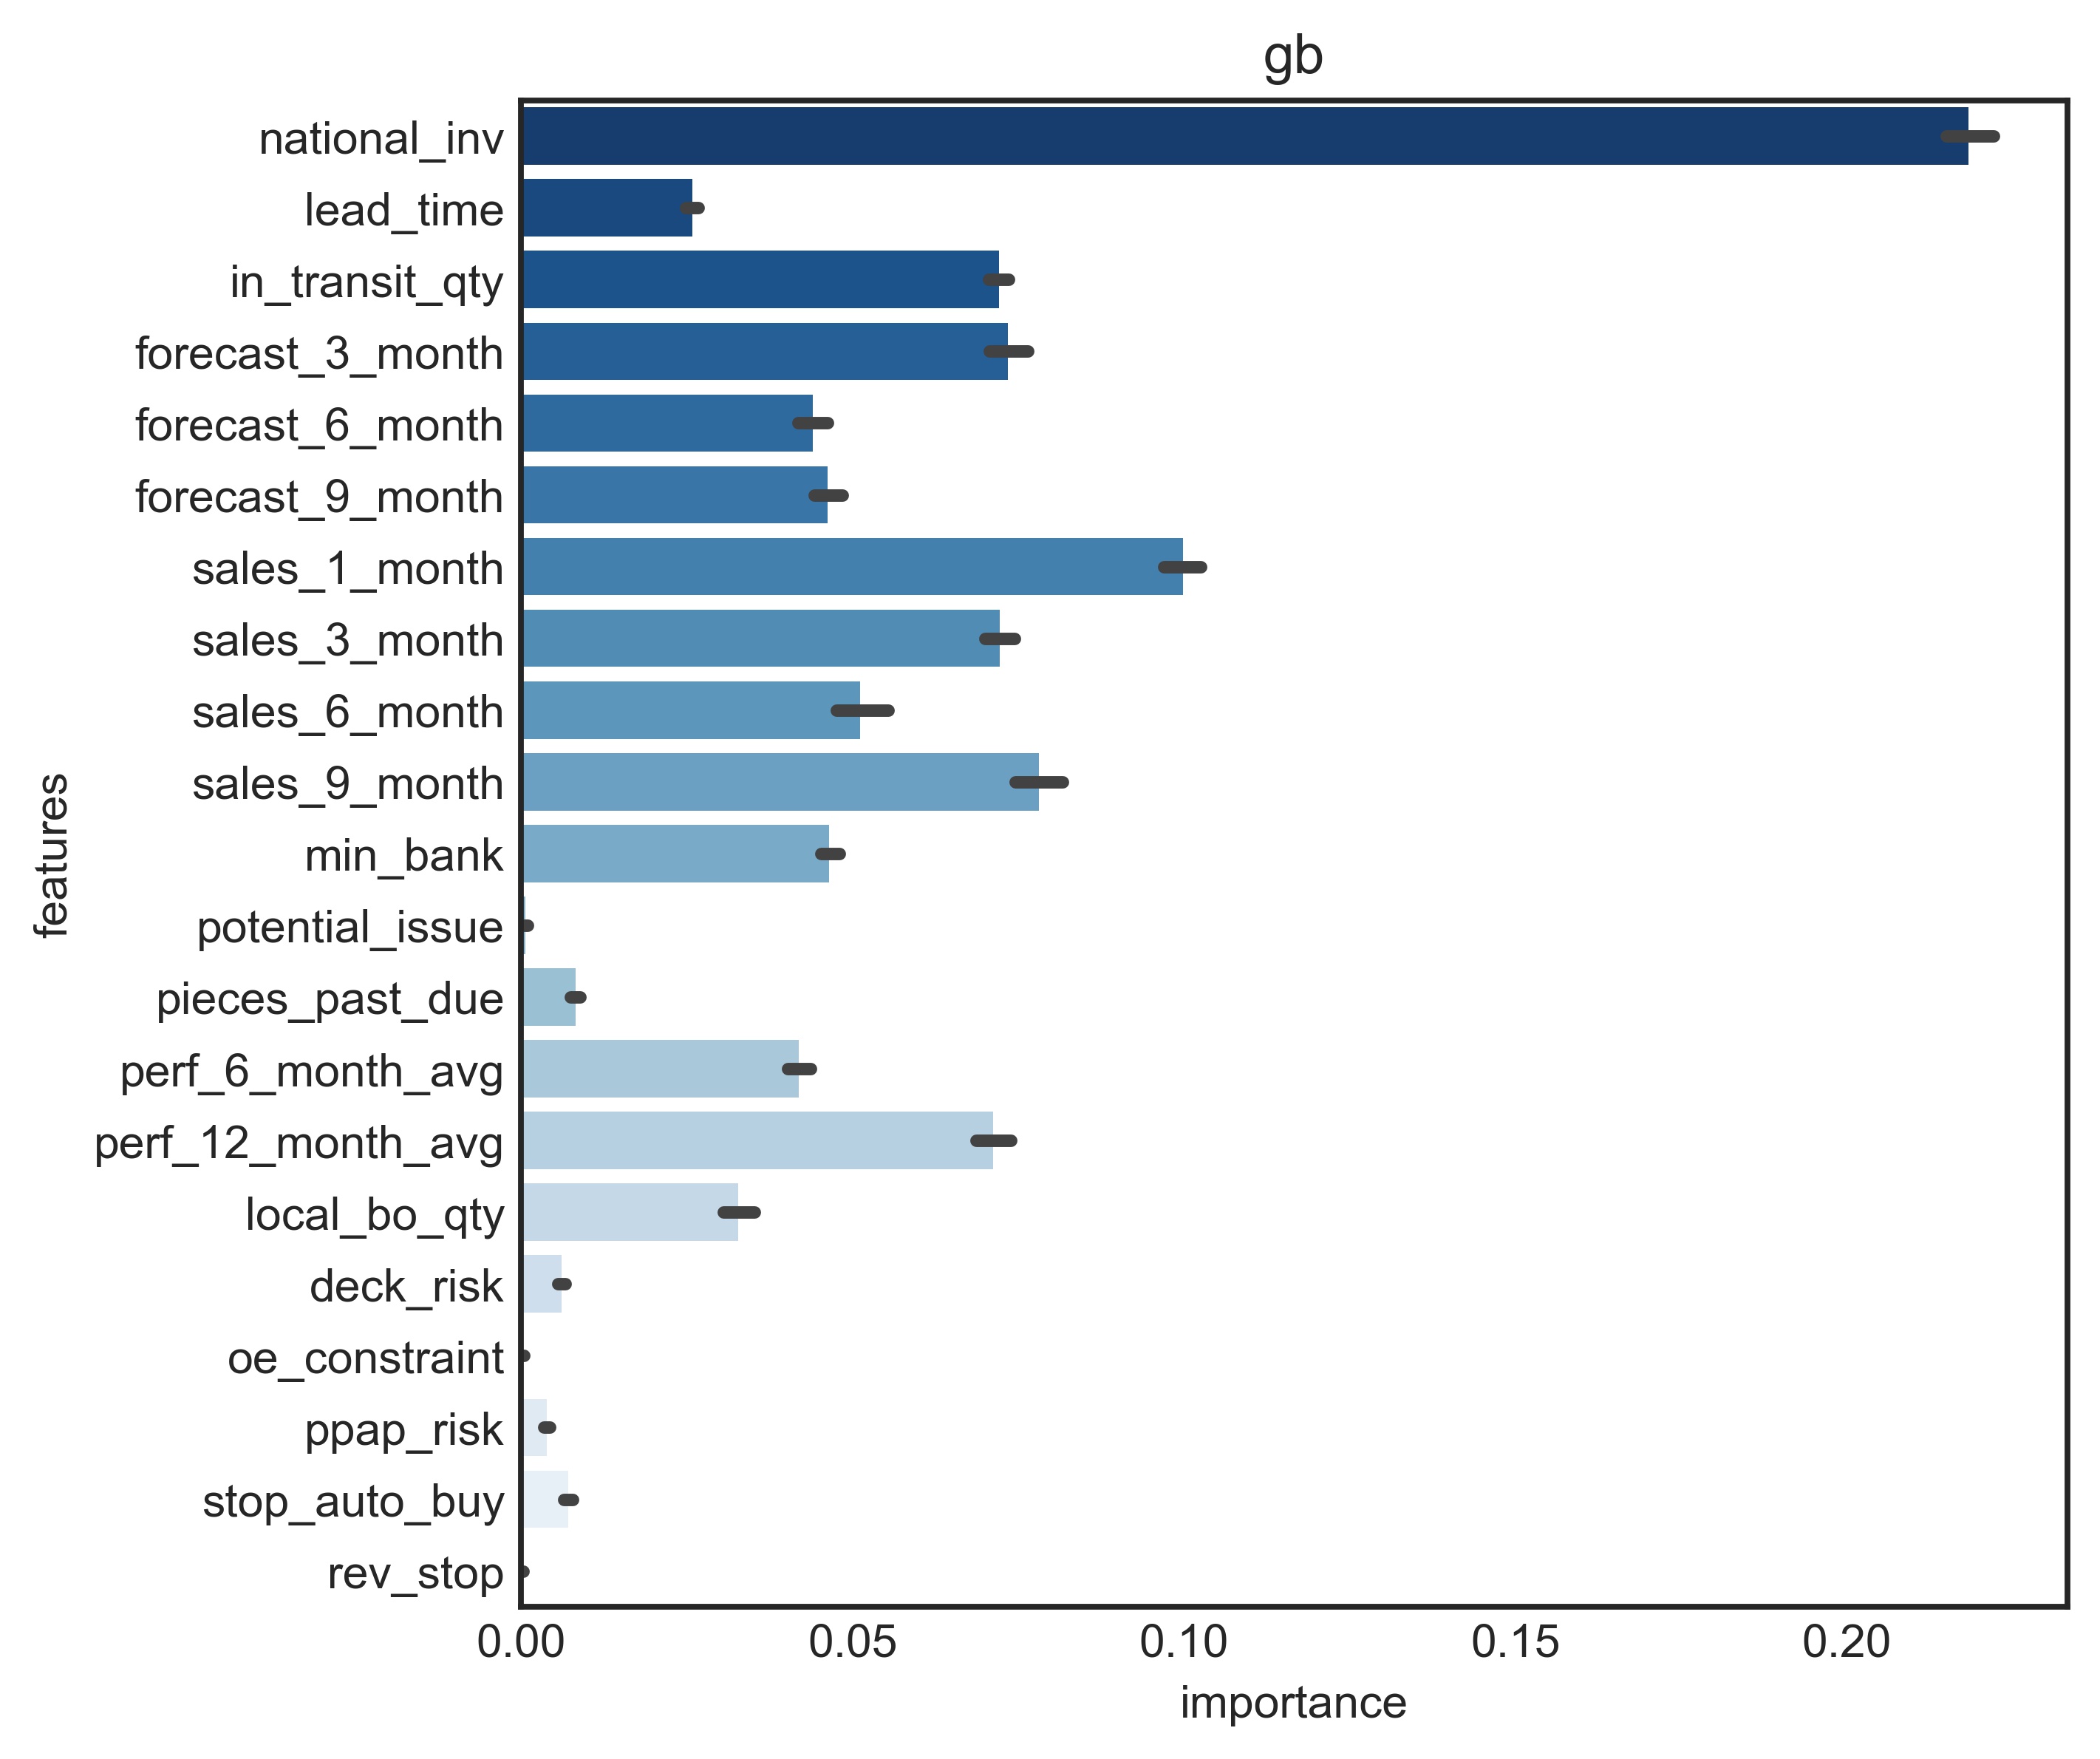 gb
national_inv
lead_time
in_transit_qty
forecast_3_month
forecast_6_month
forecast_9_month
sales_1_month
sales_3_month
sales_6_month
sales_9_month
min_bank
potential_issue
pieces_past_due
perf_6_month_avg
perf_12_month_avg
local_bo_qty
deck_risk
oe_constraint
ppap_risk
stop_auto_buy
rev_stop
features
0.00 0.05 0.10 0.15 0.20
importance